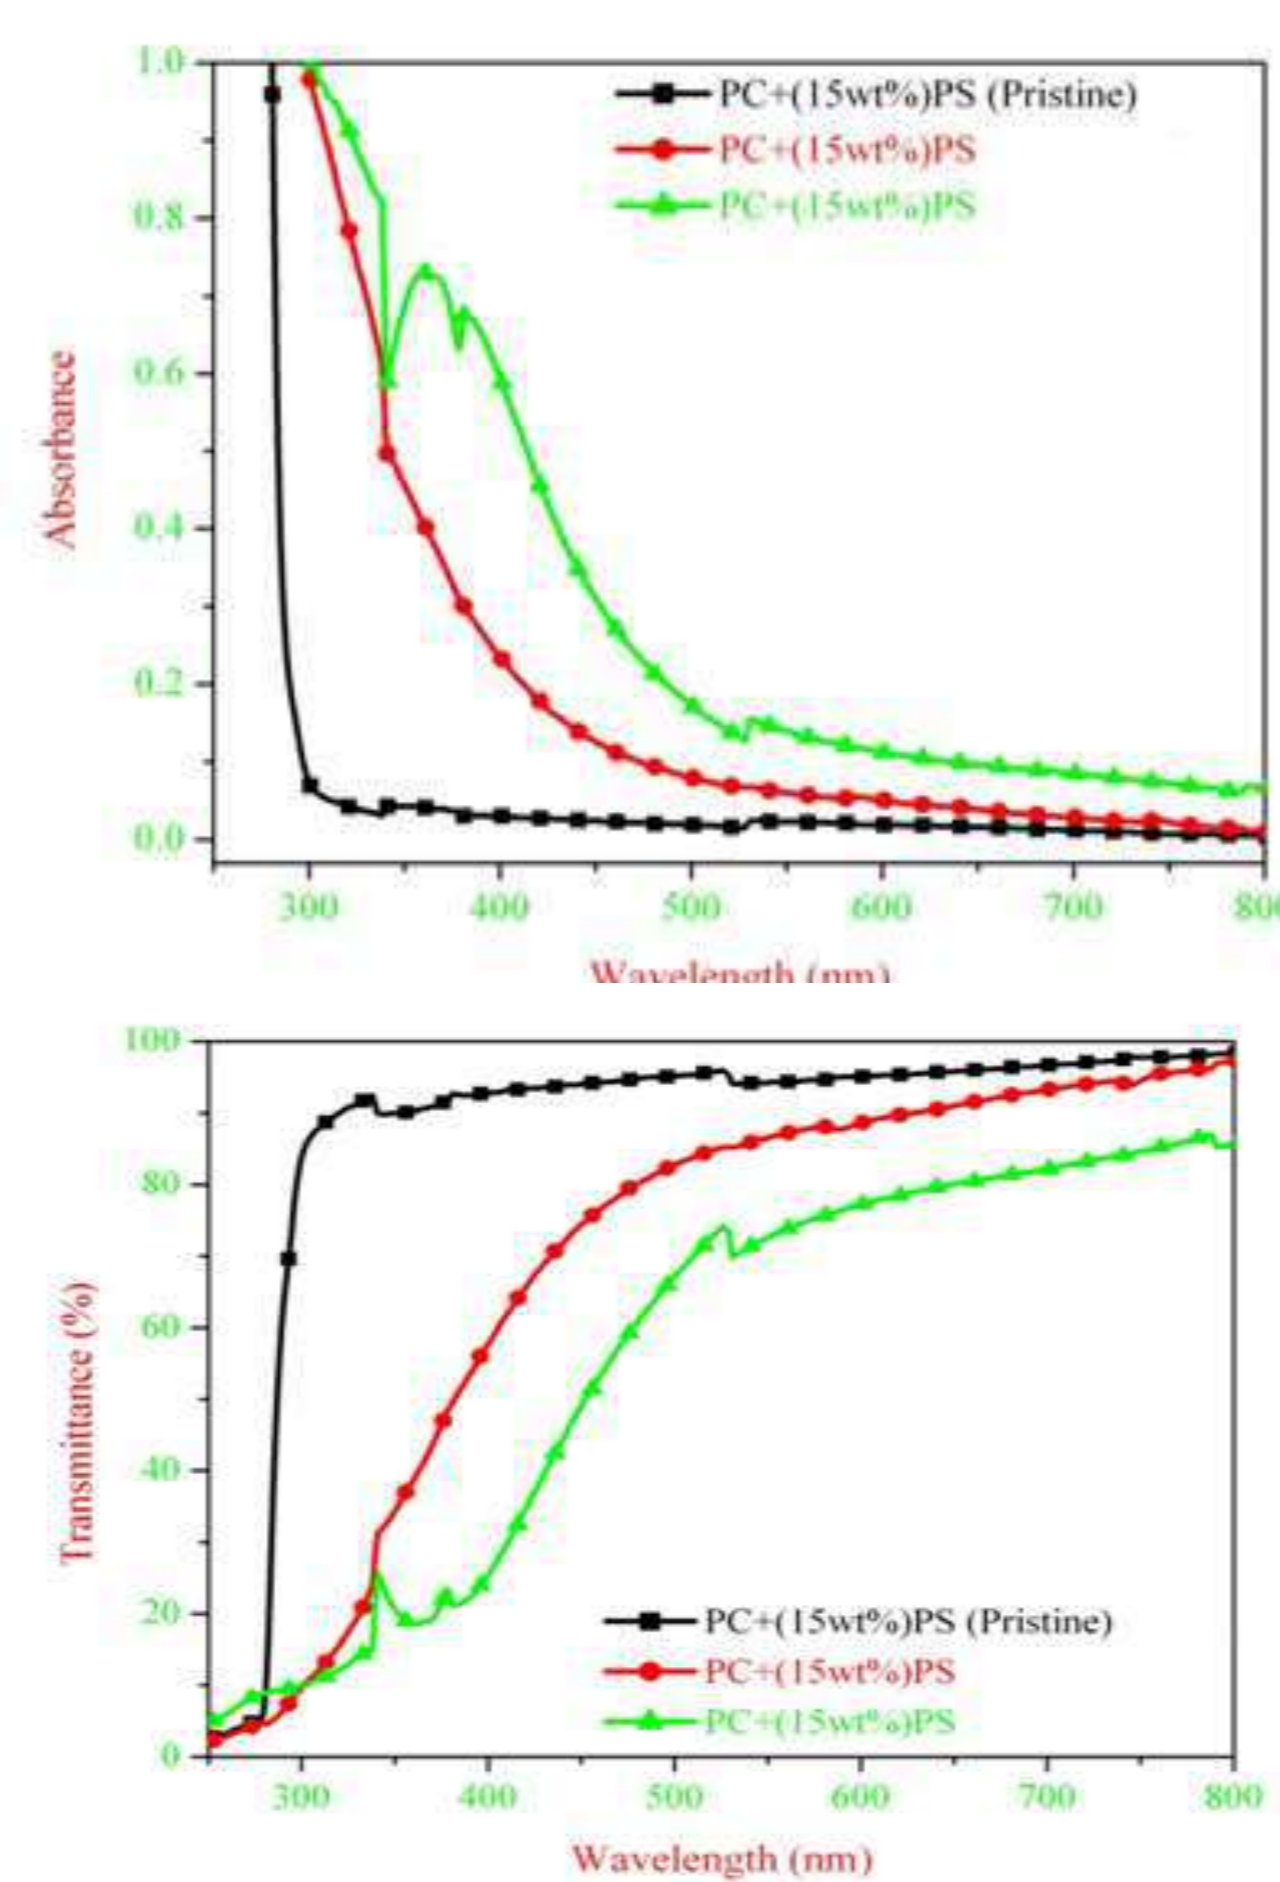 1.0
PC+(15wt%)PS (Pristine)
PC+(15wt%)PS
PC+(15wt%)PS
0.8
0.6
0.4
0.2
0.0
Absorbance
300 400 500 600 700 800
Wavelength (nm)
100
80
60
40
20
0
Transmittance (%)
PC+(15wt%)PS (Pristine)
PC+(15wt%)PS
PC+(15wt%)PS
300 400 500 600 700 800
Wavelength (nm)